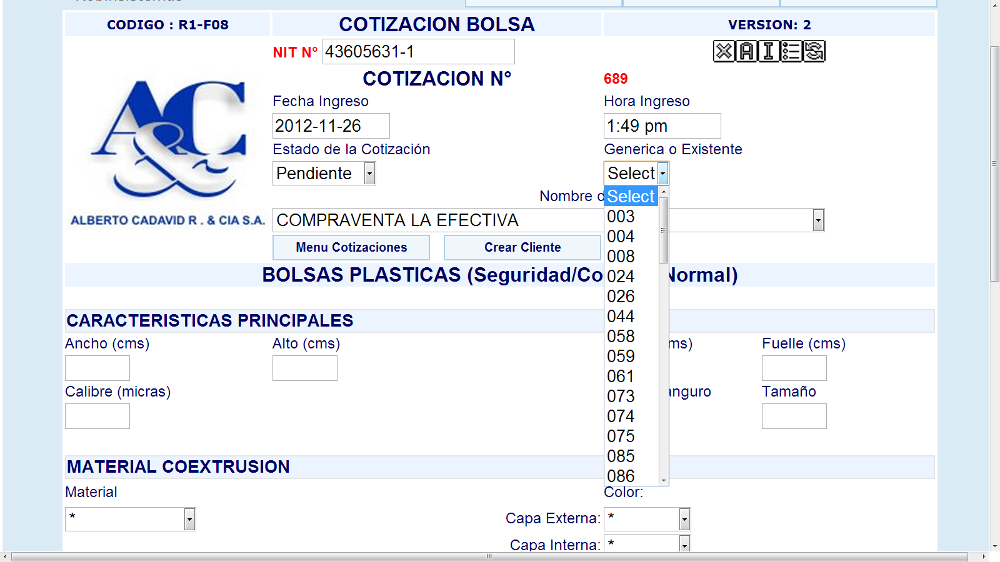 CODIGO : R1-F08
COTIZACION BOLSA
VERSION: 2
NIT N° 43605631-1
X A I
COTIZACION N° 689
Fecha Ingreso
Hora Ingreso
2012-11-26
1:49 pm
Estado de la Cotización
Generica o Existente
Pendiente
Select
A&C
ALBERTO CADAVID R . & CIA S.A.
Nombre
COMPRAVENTA LA EFECTIVA
Menu Cotizaciones
Crear Cliente
Select
003
004
008
024
026
044
058
059
061
073
074
075
085
086
BOLSAS PLASTICAS (Seguridad/Co Normal)
CARACTERISTICAS PRINCIPALES
Ancho (cms)
Alto (cms)
ms)
Fuelle (cms)
Calibre (micras)
anguro
Tamaño
MATERIAL COEXTRUSION
Material
Color:
*
Capa Externa: *
Capa Interna: *